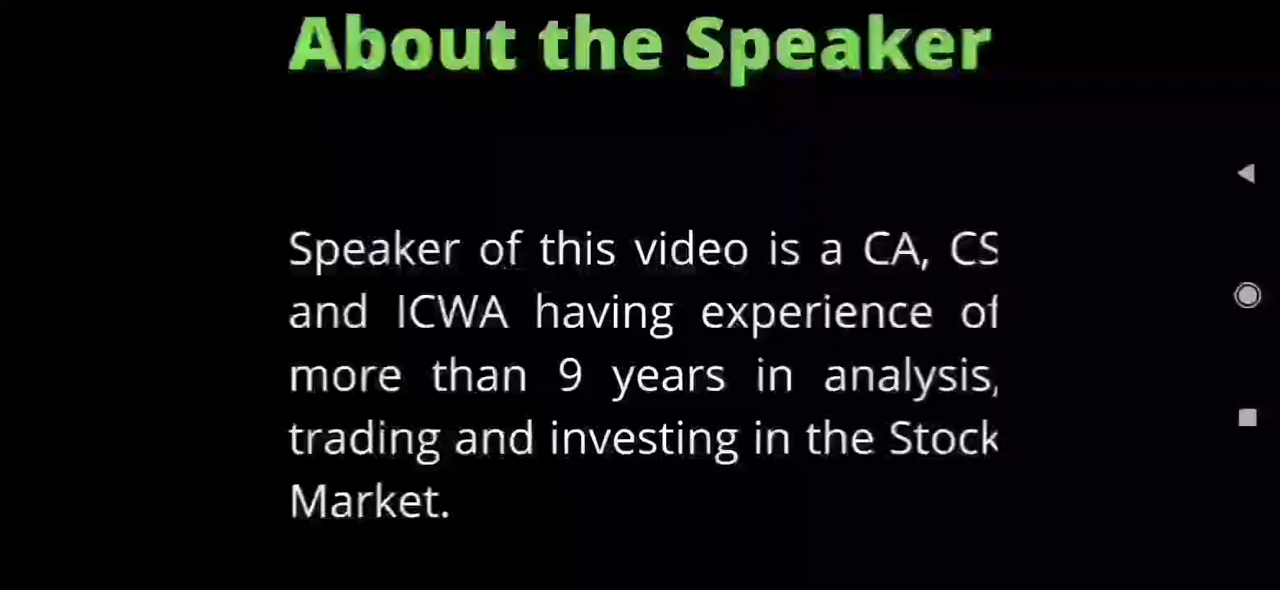 About the Speaker
Speaker of this video is a CA, CS
and ICWA having experience of
more than 9 years in analysis,
trading and investing in the Stock
Market.